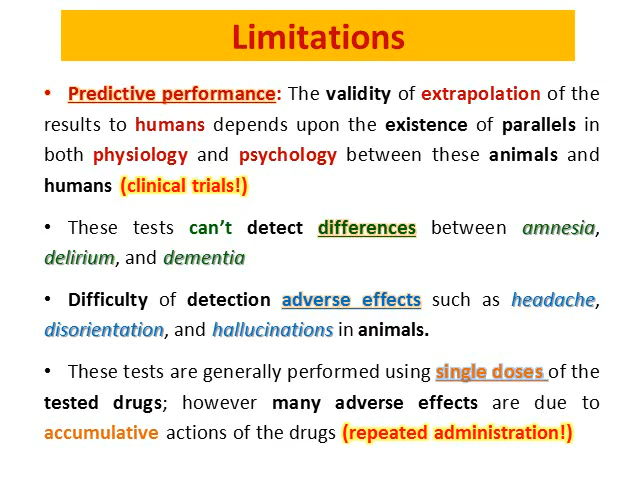 Limitations
• Predictive performance: The validity of extrapolation of the
results to humans depends upon the existence of parallels in
both physiology and psychology between these animals and
humans (clinical trials!)
• These tests can't detect differences between amnesia,
delirium, and dementia
• Difficulty of detection adverse effects such as headache,
disorientation, and hallucinations in animals.
• These tests are generally performed using single doses of the
tested drugs; however many adverse effects are due to
accumulative actions of the drugs (repeated administration!)